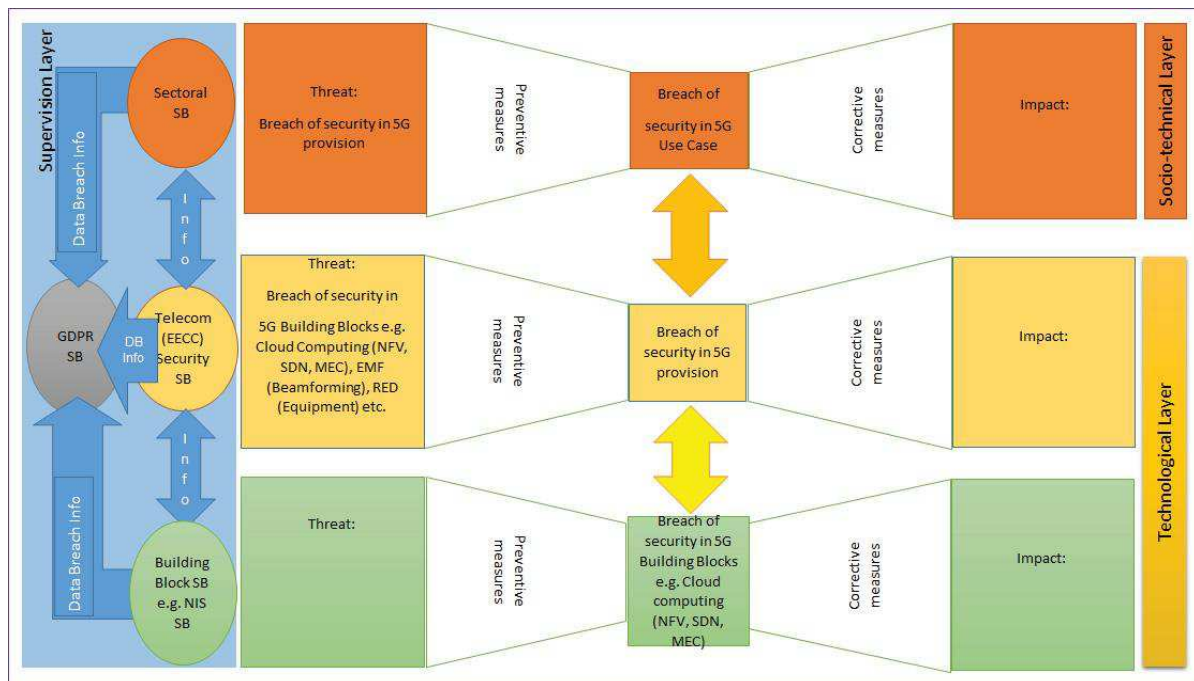 Supervision Layer
Sectoral
SB
Data Breach Info
Info
GDPR
SB
DB
Info
Telecom
(EECC)
Security
SB
Info
Data Breach Info
Building
Block SB
e.g. NIS
SB
Threat:
Breach of security in 5G
provision
Preventive
measures
Breach of
security in 5G
Use Case
Corrective
measures
Impact:
Socio-technical Layer
Threat:
Breach of security in
5G Building Blocks e.g.
Cloud Computing (NFV,
SDN, MEC), EMF
(Beamforming), RED
(Equipment) etc.
Preventive
measures
Breach of
security in 5G
provision
Corrective
measures
Impact:
Technological Layer
Threat:
Preventive
measures
Breach of
security in 5G
Building Blocks
e.g. Cloud
computing
(NFV, SDN,
MEC)
Corrective
measures
Impact: